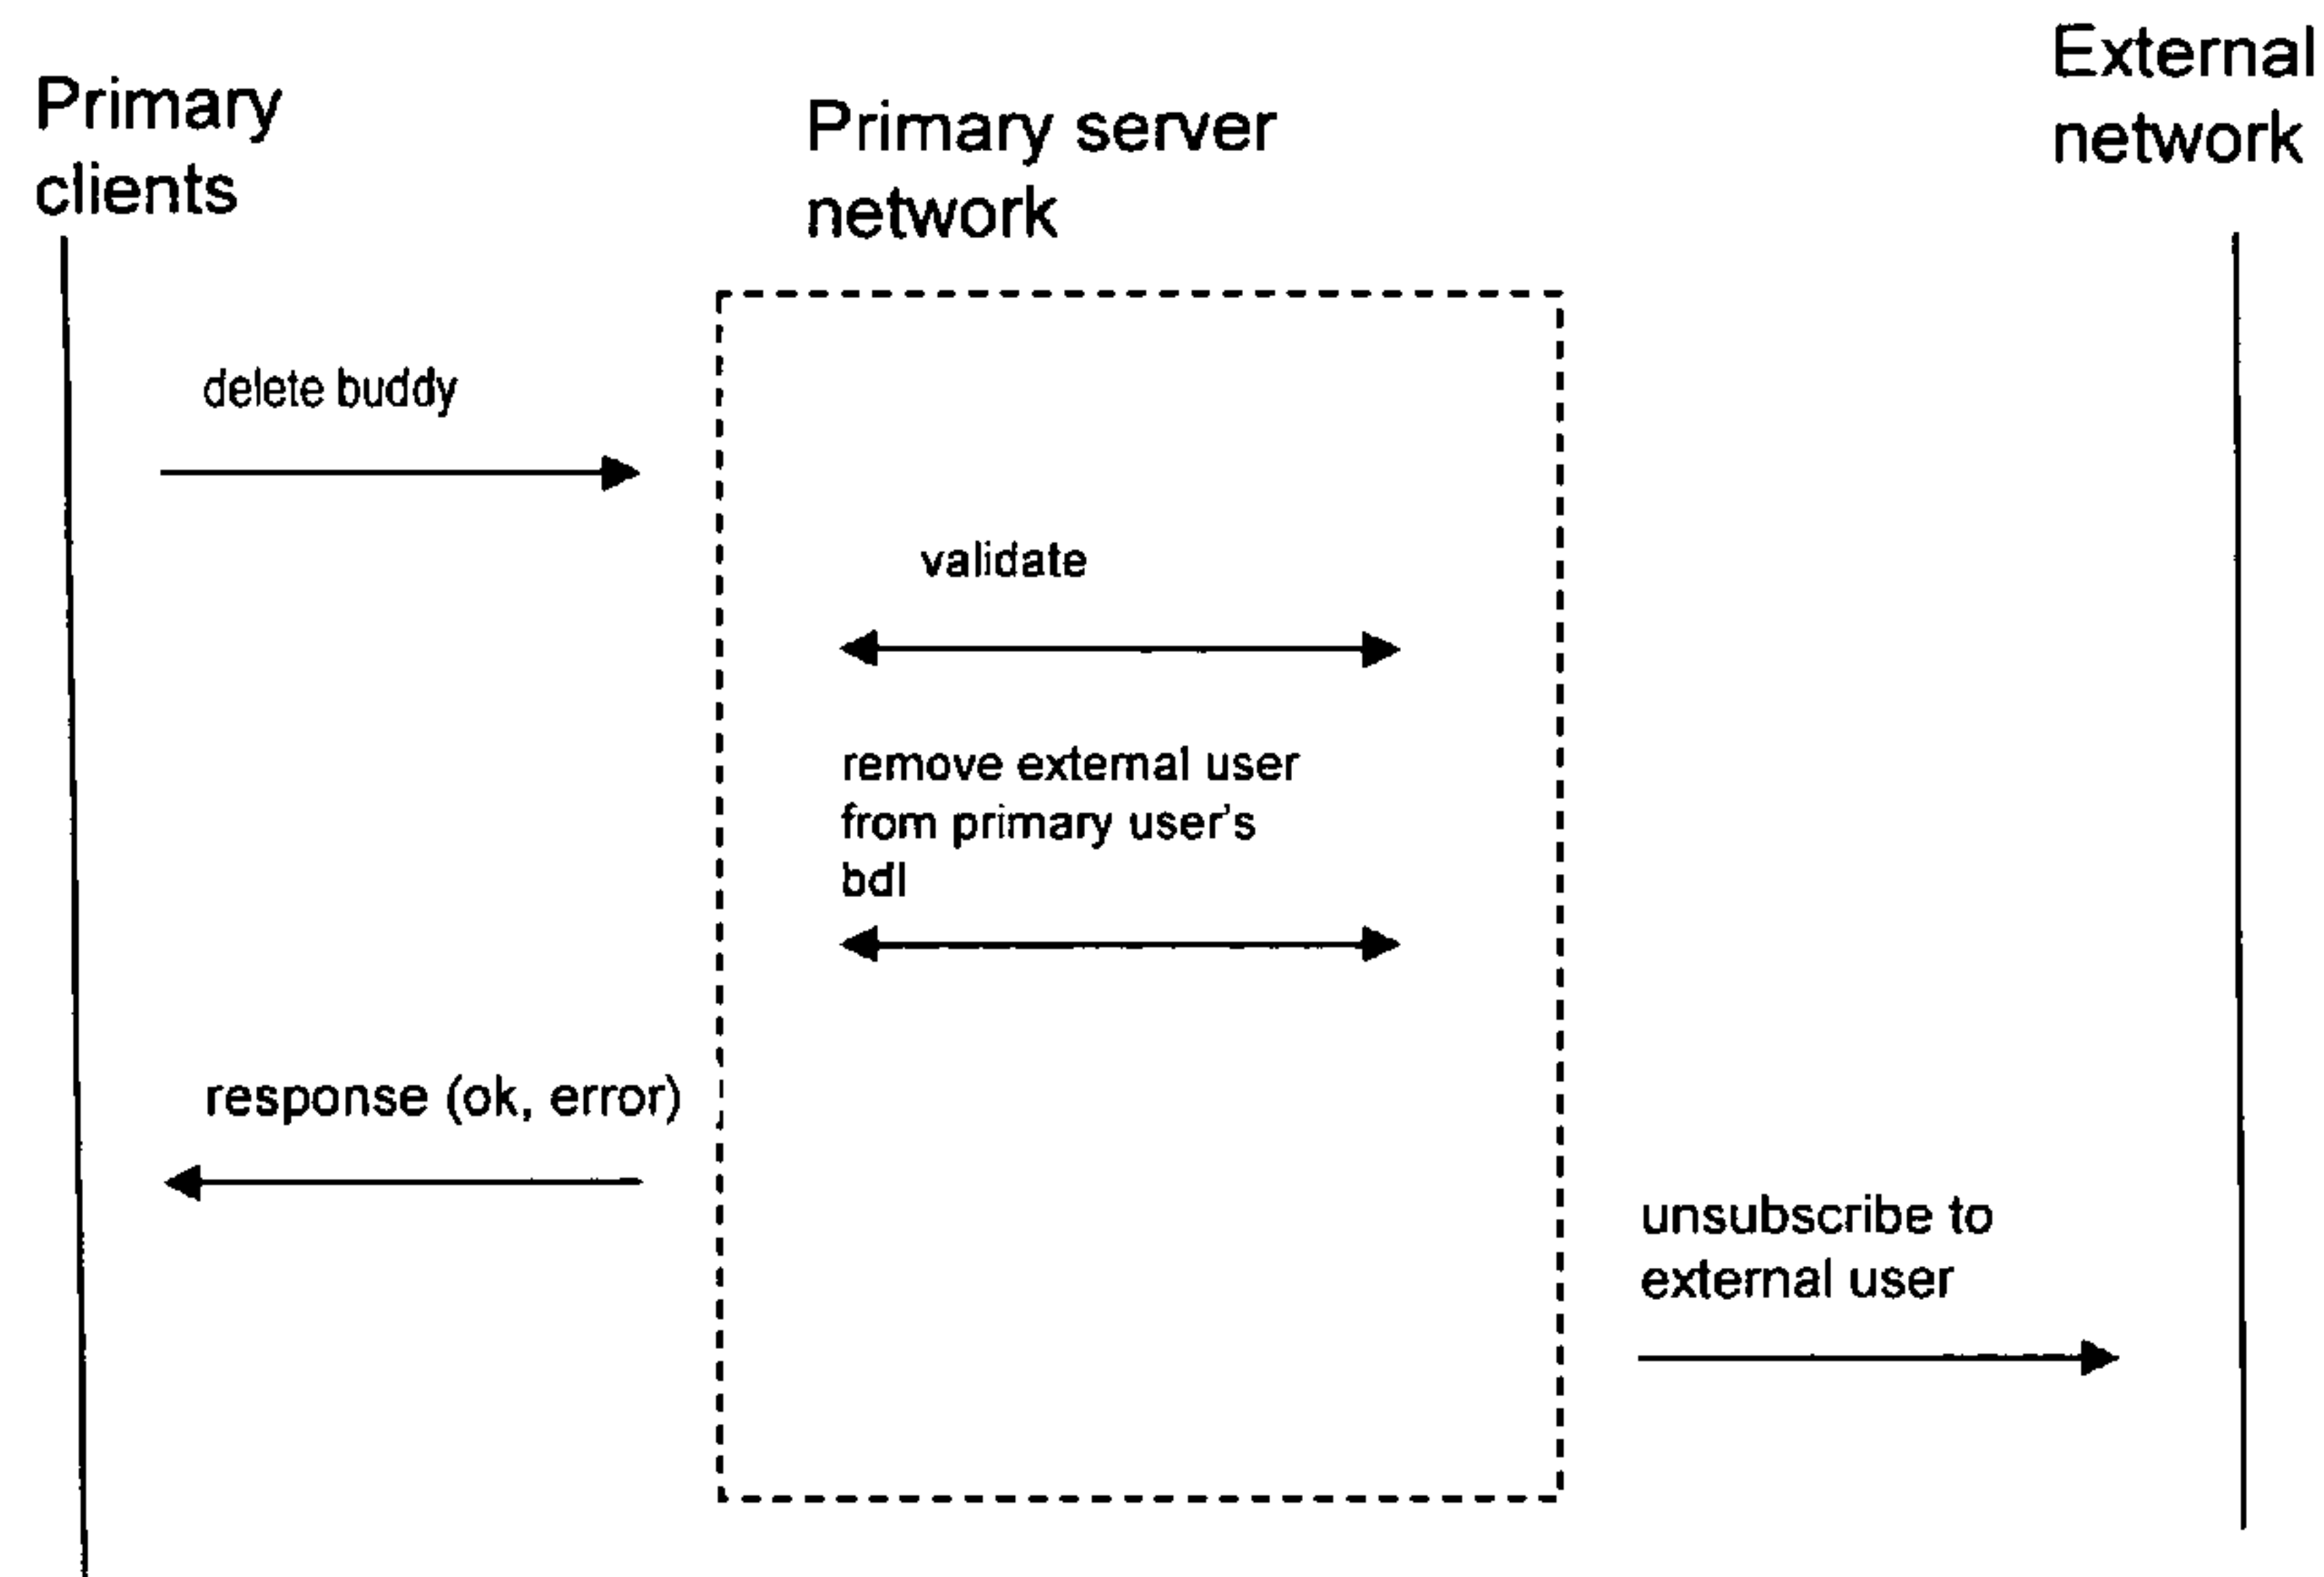 Primary
clients
Primary server
network
External
network
delete buddy
validate
remove external user
from primary user's
bdl
response (ok, error)
unsubscribe to
external user